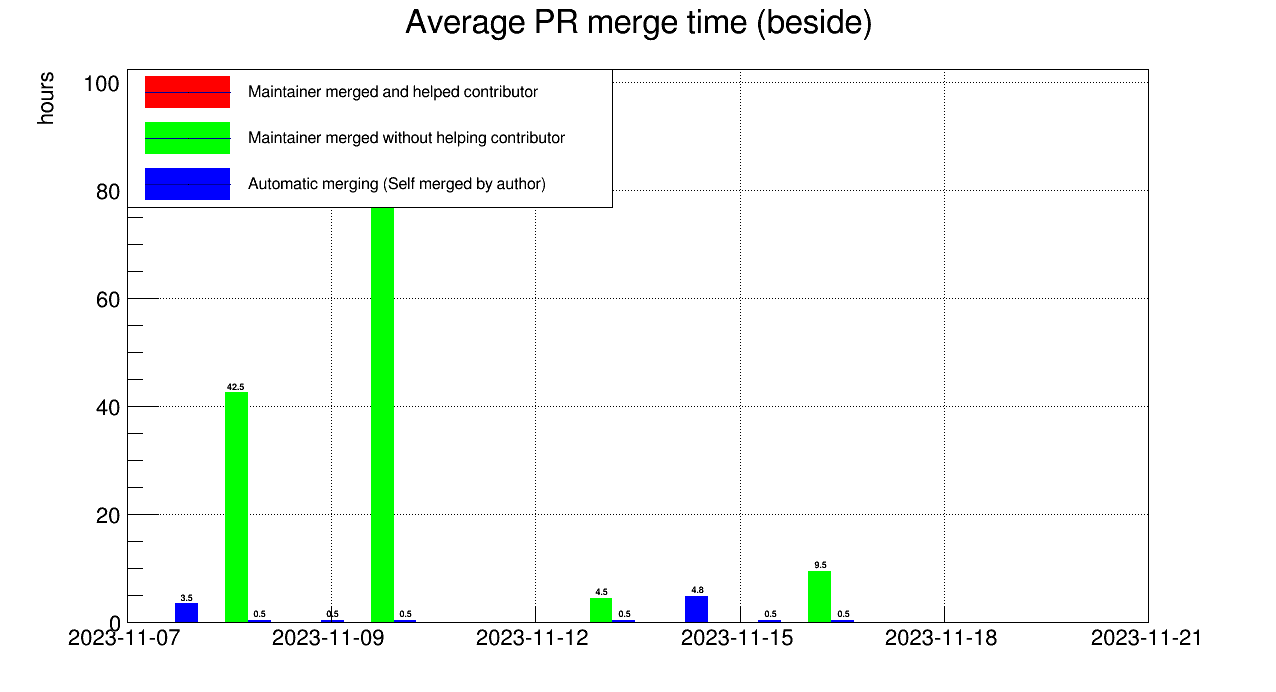 Average PR merge time (beside)
hours
100
Maintainer merged and helped contributor
Maintainer merged without helping contributor
80
Automatic merging (Self merged by author)
60
40
42.5
20
3.5
0.5
0.5
0.5
4.5
0.5
4.8
0.5
9.5
0.5
0
2023-11-07 2023-11-09 2023-11-12 2023-11-15 2023-11-18 2023-11-21